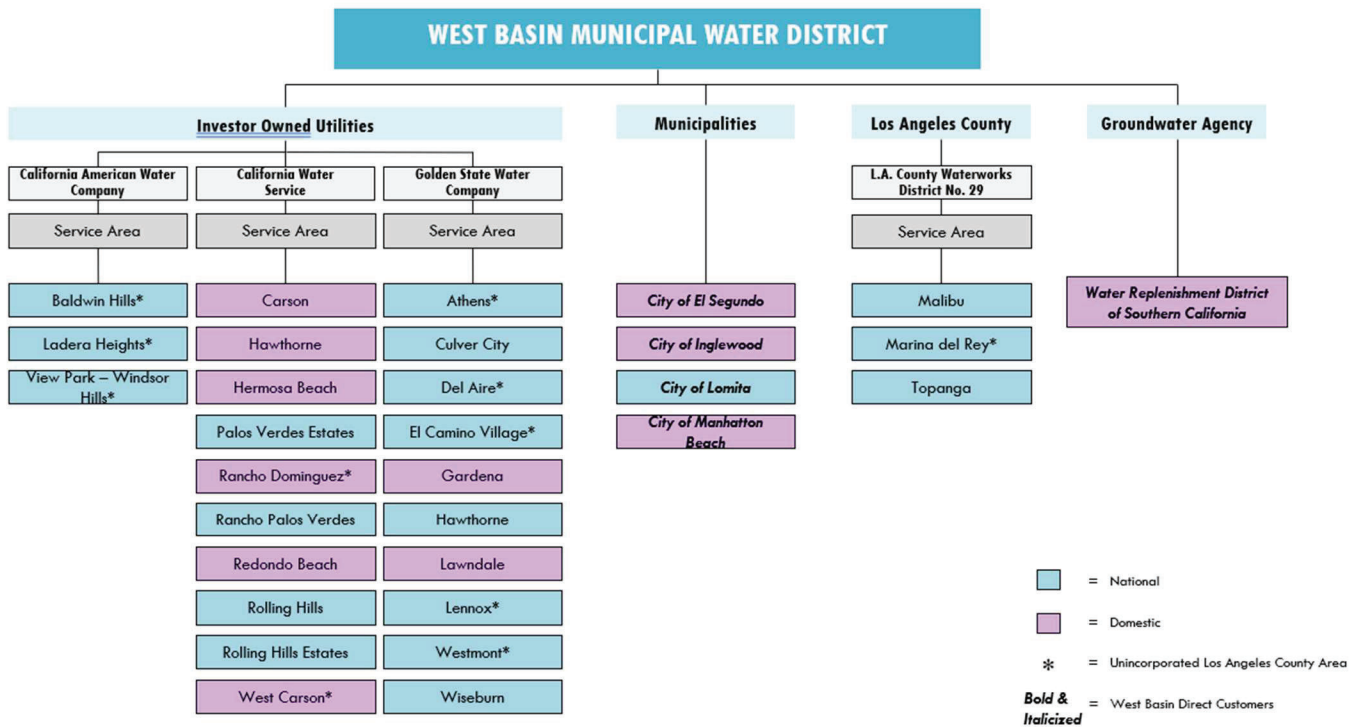 WEST BASIN MUNICIPAL WATER DISTRICT
Investor Owned Utilities
Municipalities
Los Angeles County
Groundwater Agency
California American Water
Company
California Water
Service
Golden State Water
Company
L.A. County Waterworks
District No. 29
Service Area
Service Area
Service Area
Service Area
Baldwin Hills*
Ladera Heights*
View Park – Windsor
Hills*
Carson
Hawthorne
Hermosa Beach
Palos Verdes Estates
Rancho Dominguez*
Rancho Palos Verdes
Redondo Beach
Rolling Hills
Rolling Hills Estates
West Carson*
Athens*
Culver City
Del Aire*
El Camino Village*
Gardena
Hawthorne
Lawndale
Lennox*
Westmont*
Wiseburn
City of El Segundo
City of Inglewood
City of Lomita
City of Manhatton
Beach
Malibu
Marina del Rey*
Topanga
Water Replenishment District
of Southern California
= National
= Domestic
* = Unincorporated Los Angeles County Area
Bold &
Italicized = West Basin Direct Customers